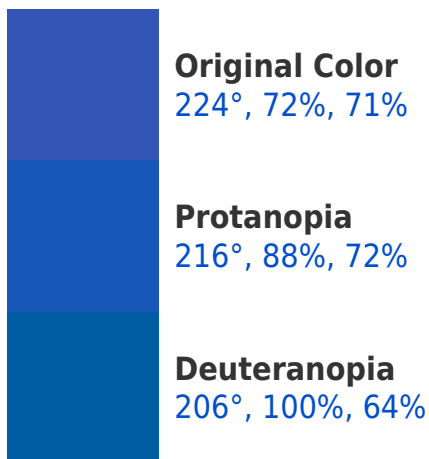 Original Color
224°, 72%, 71%
Protanopia
216°, 88%, 72%
Deuteranopia
206°, 100%, 64%